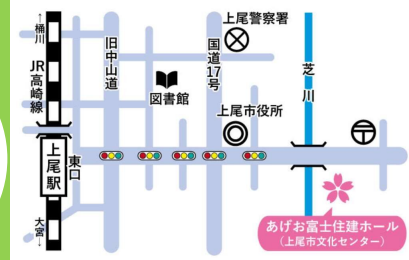 ←桶川
JR高崎線
上尾駅
東口
大宮→
旧中山道
図書館
国道17号
上尾警察署
上尾市役所
芝川
あげお富士住建ホール
（上尾市文化センター）